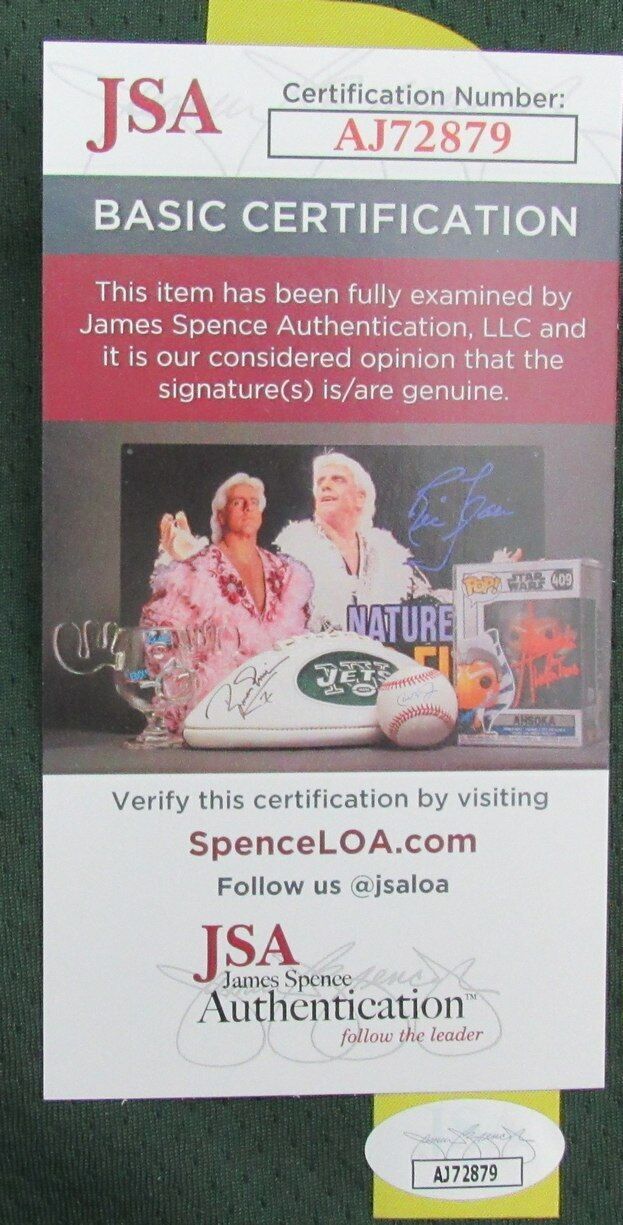 JSA
Certification Number:
AJ72879
BASIC CERTIFICATION
This item has been fully examined by
James Spence Authentication, LLC and
it is our considered opinion that the
signature(s) is/are genuine.
NATURE
JETS
POP!
STAR
WARS
409
AHSOKA
Verify this certification by visiting
SpenceLOA.com
Follow us @jsaloa
JSA
James Spence
Authentication™
follow the leader
AJ72879